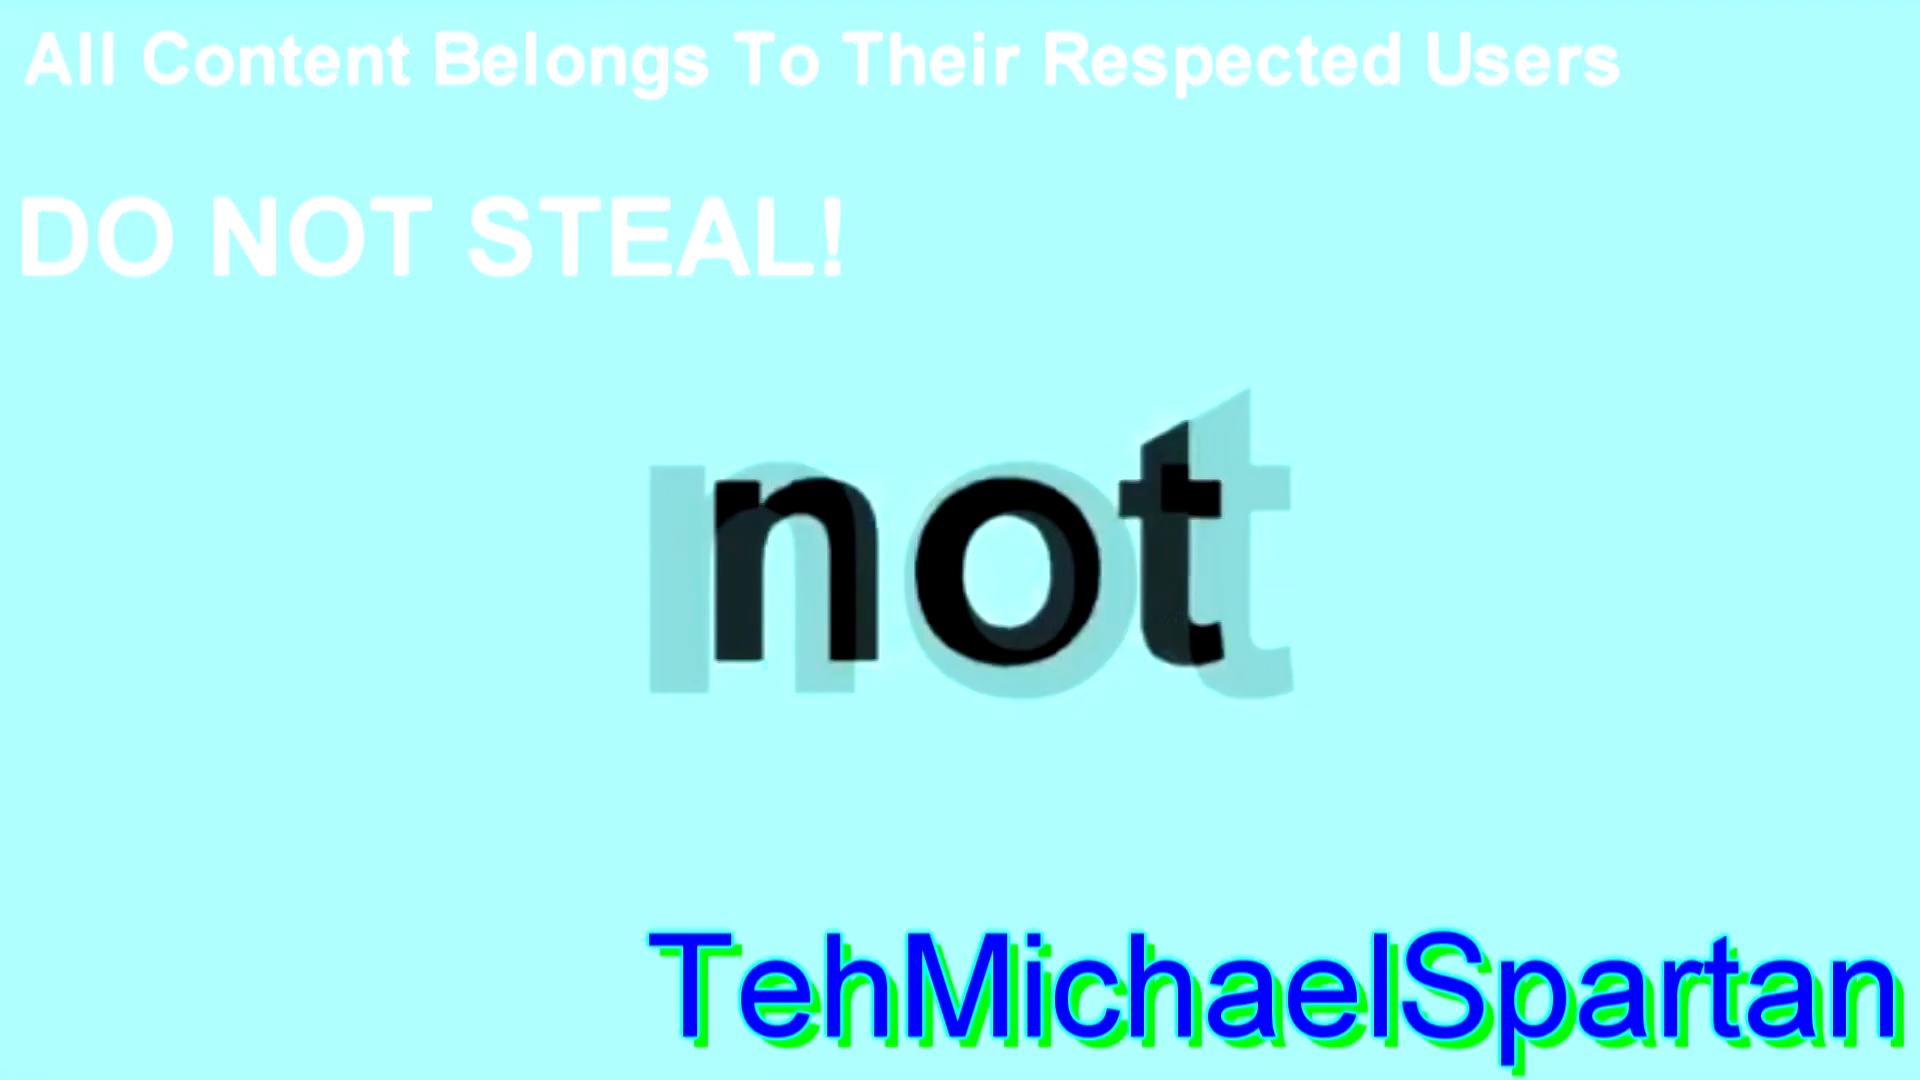 All Content Belongs To Their Respected Users
DO NOT STEAL!
not
TehMichaelSpartan